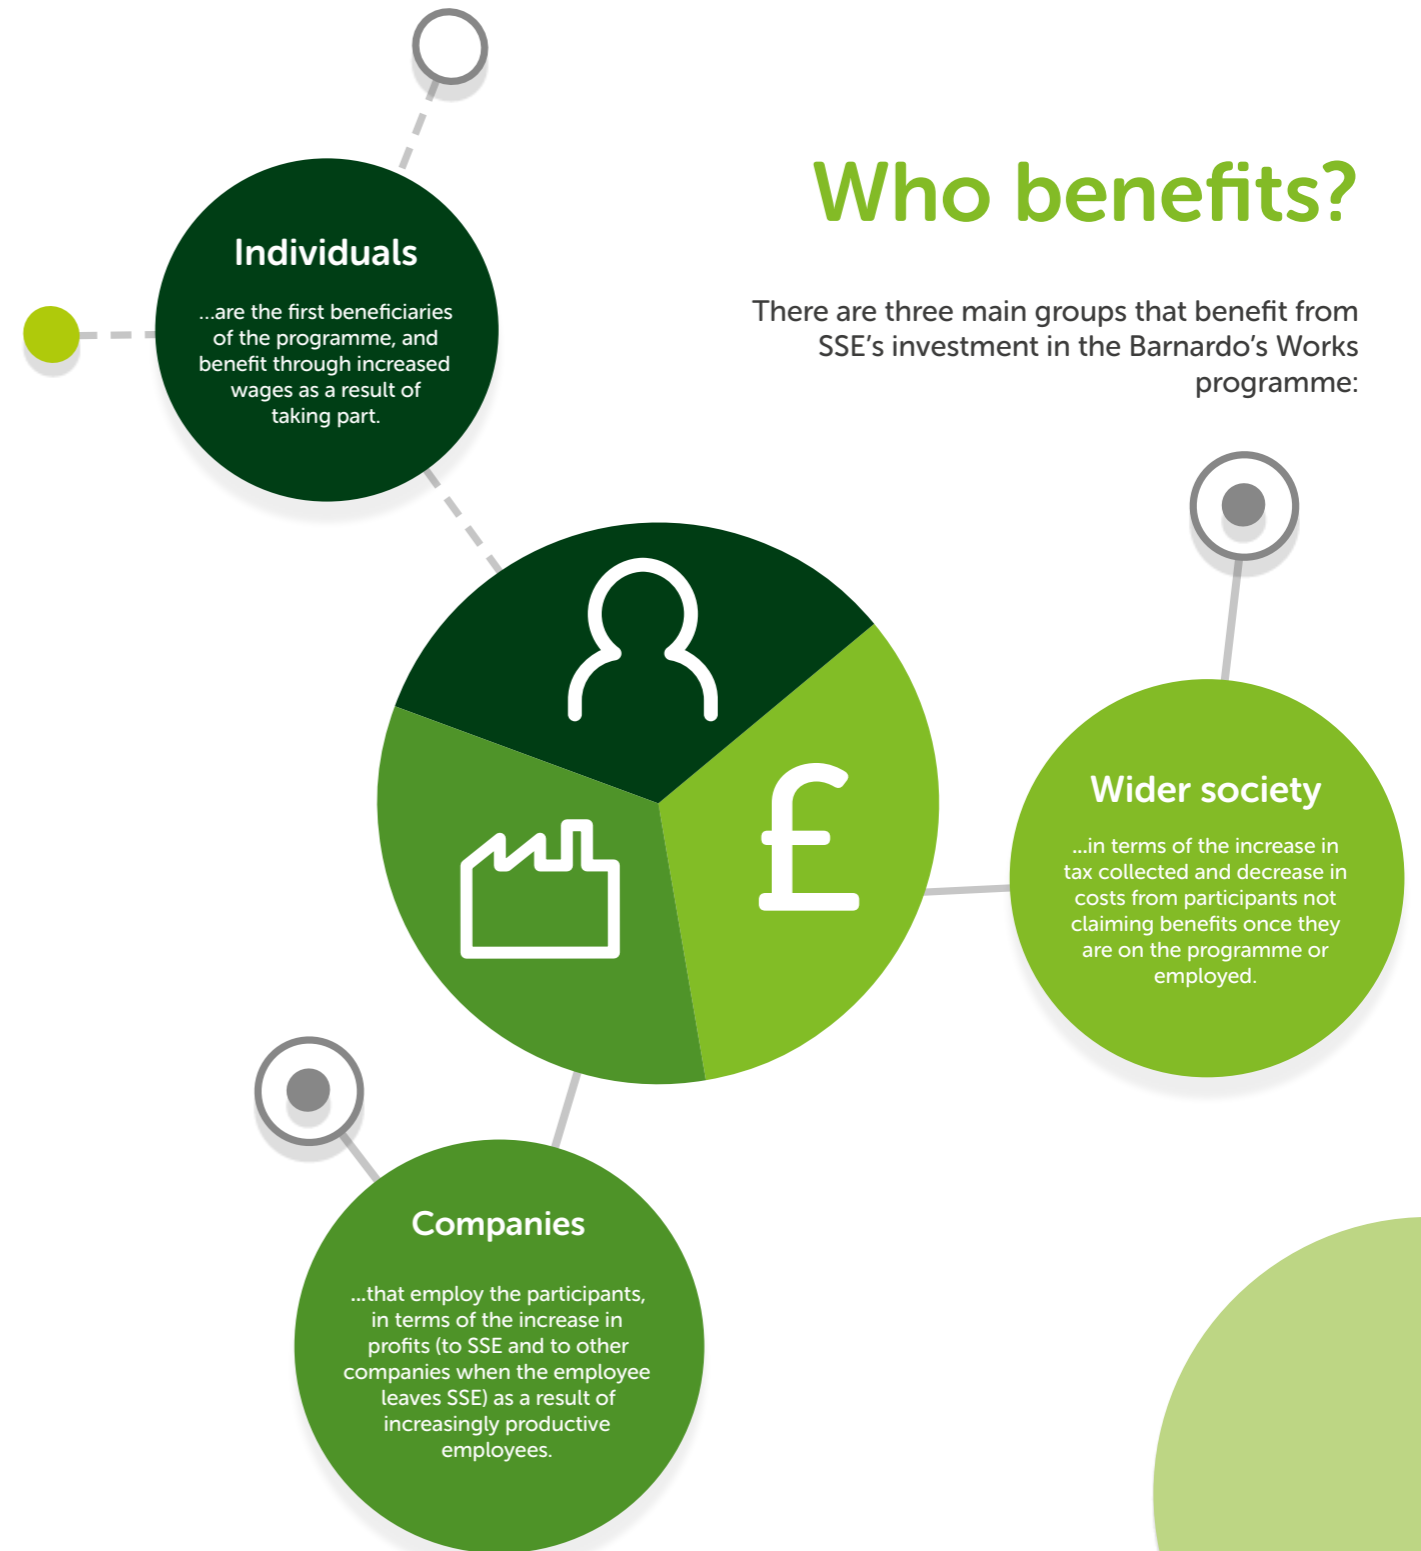 Who benefits?
There are three main groups that benefit from
SSE’s investment in the Barnardo’s Works
programme:
Individuals
...are the first beneficiaries
of the programme, and
benefit through increased
wages as a result of
taking part.
£
Wider society
...in terms of the increase in
tax collected and decrease in
costs from participants not
claiming benefits once they
are on the programme or
employed.
Companies
...that employ the participants,
in terms of the increase in
profits (to SSE and to other
companies when the employee
leaves SSE) as a result of
increasingly productive
employees.